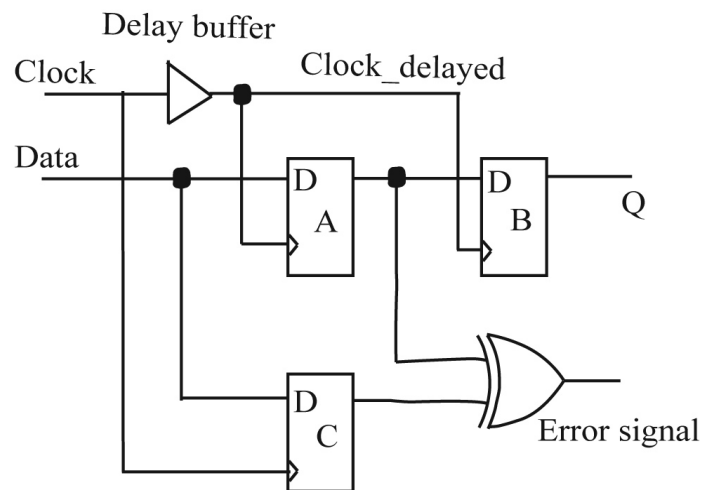 Delay buffer
Clock
Clock_delayed
Data
D
A
D
B
Q
D
C
Error signal